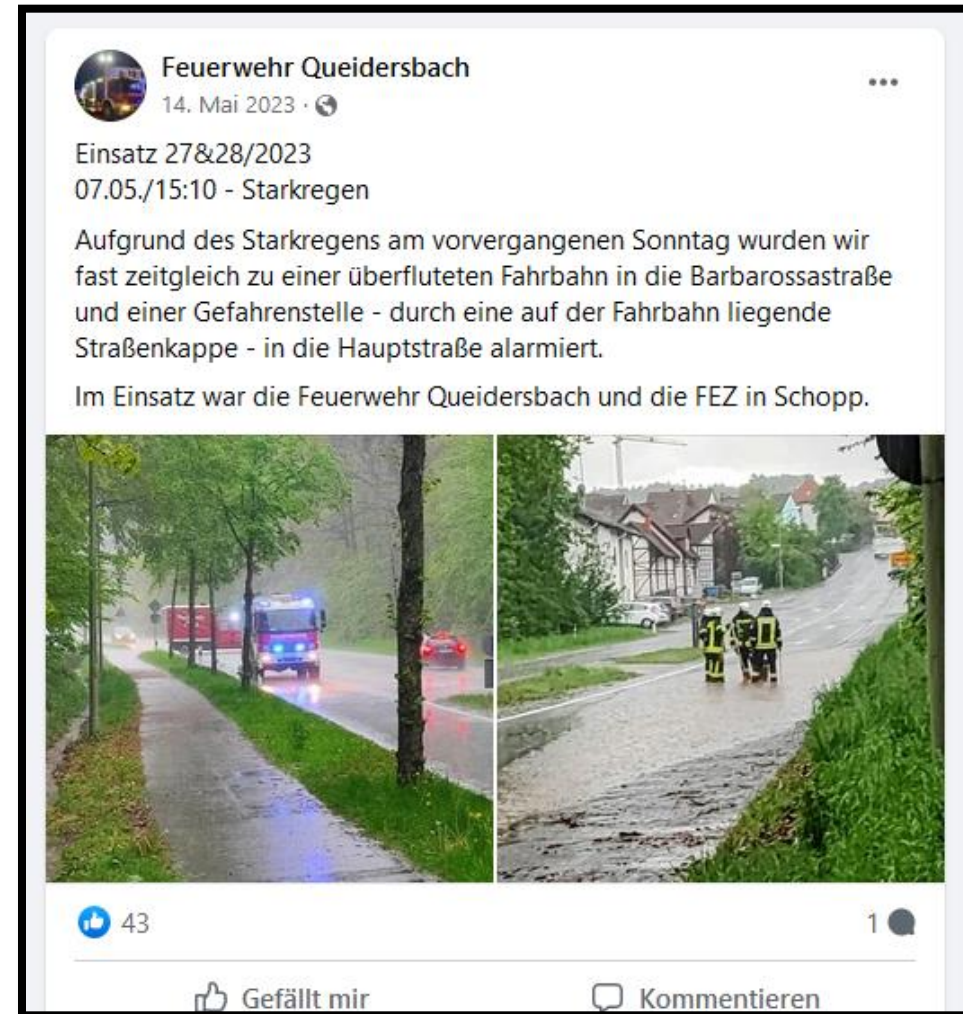 Feuerwehr Queidersbach
14. Mai 2023 ·
Einsatz 27&28/2023
07.05./15:10 - Starkregen
Aufgrund des Starkregens am vorvergangenen Sonntag wurden wir
fast zeitgleich zu einer überfluteten Fahrbahn in die Barbarossastraße
und einer Gefahrenstelle - durch eine auf der Fahrbahn liegende
Straßenkappe - in die Hauptstraße alarmiert.
Im Einsatz war die Feuerwehr Queidersbach und die FEZ in Schopp.
43
1
Gefällt mir
Kommentieren